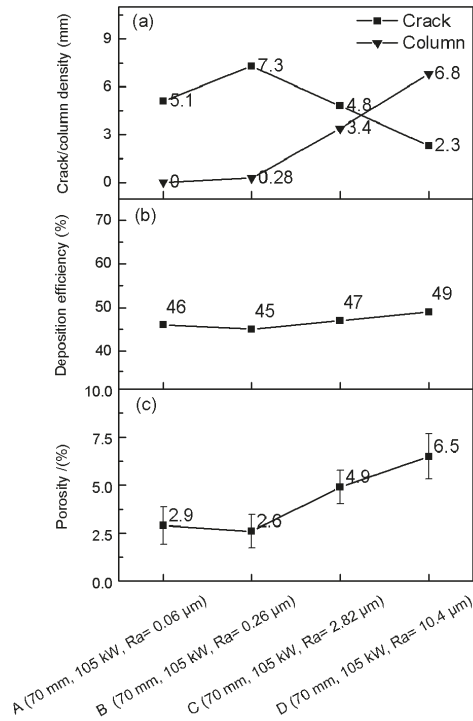 (a)
Crack
Column
Crack/column density (mm)
9
6
3
0
5.1
7.3
4.8
2.3
0
0.28
3.4
6.8
(b)
Deposition efficiency (%)
70
60
50
40
46
45
47
49
(c)
Porosity /(%)
10.0
7.5
5.0
2.5
0.0
2.9
2.6
4.9
6.5
A (70 mm, 105 kW, Ra= 0.06 μm)
B (70 mm, 105 kW, Ra= 0.26 μm)
C (70 mm, 105 kW, Ra= 2.82 μm)
D (70 mm, 105 kW, Ra= 10.4 μm)